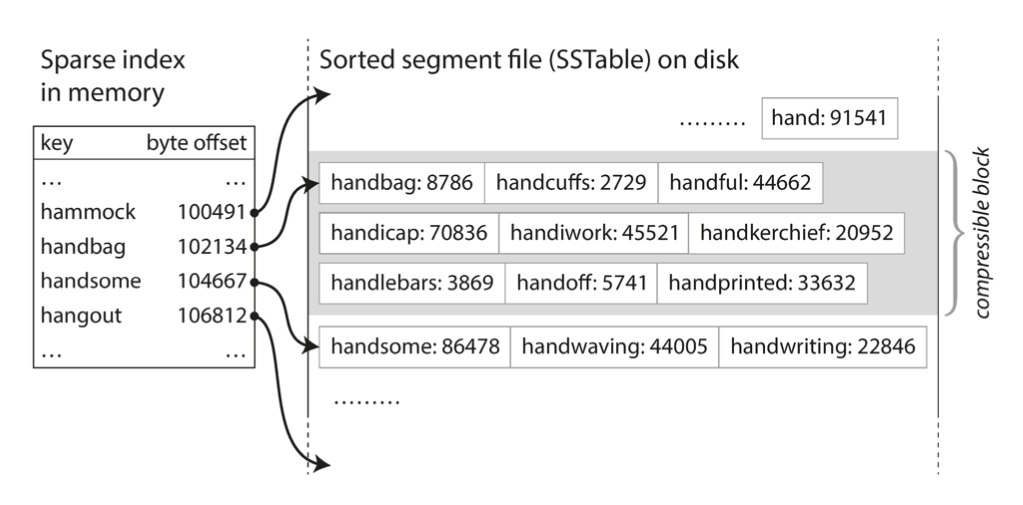 Sparse index
in memory
key byte offset
... ...
hammock 100491
handbag 102134
handsome 104667
hangout 106812
... ...
Sorted segment file (SSTable) on disk
......... hand: 91541
handbag: 8786 handcuffs: 2729 handful: 44662
handicap: 70836 handiwork: 45521 handkerchief: 20952
handlebars: 3869 handoff: 5741 handprinted: 33632
handsome: 86478 handwaving: 44005 handwriting: 22846
.........
compressible block